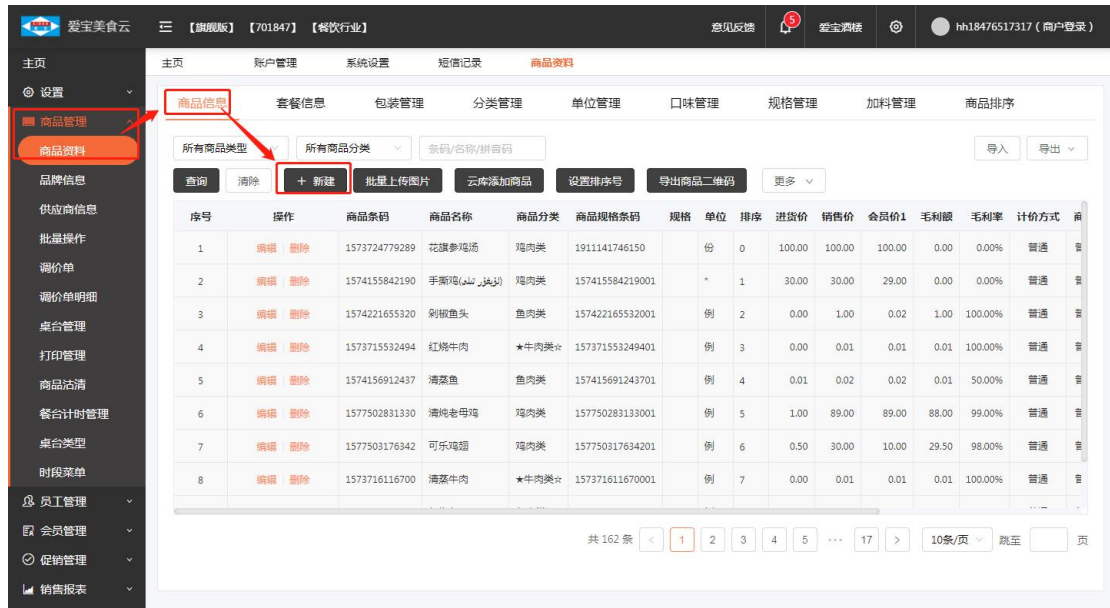 爱宝美食云 【旗舰版】 【701847】 【餐饮行业】 意见反馈 5 爱宝酒楼 hh18476517317（商户登录）
主页
设置
商品管理
商品资料
品牌信息
供应商信息
批量操作
调价单
调价单明细
桌台管理
打印管理
商品沽清
餐台计时管理
桌台类型
时段菜单
员工管理
会员管理
促销管理
销售报表
主页 账户管理 系统设置 短信记录 商品资料
商品信息 套餐信息 包装管理 分类管理 单位管理 口味管理 规格管理 加料管理 商品排序
所有商品类型 所有商品分类 条码/名称/拼音码 导入 导出
查询 清除 + 新建 批量上传图片 云库添加商品 设置排序号 导出商品二维码 更多
序号 操作 商品条码 商品名称 商品分类 商品规格条码 规格 单位 排序 进货价 销售价 会员价1 毛利额 毛利率 计价方式 商
1 编辑 删除 1573724779289 花旗参鸡汤 鸡肉类 1911141746150 份 0 100.00 100.00 100.00 0.00 0.00% 普通
2 编辑 删除 1574155842190 手撕鸡 鸡肉类 157415584219001 * 1 30.00 30.00 29.00 0.00 0.00% 普通
3 编辑 删除 1574221655320 剁椒鱼头 鱼肉类 157422165532001 例 2 0.00 1.00 0.02 1.00 100.00% 普通
4 编辑 删除 1573715532494 红烧牛肉 ★牛肉类☆ 157371553249401 例 3 0.00 0.01 0.01 0.01 100.00% 普通
5 编辑 删除 1574156912437 清蒸鱼 鱼肉类 157415691243701 例 4 0.01 0.02 0.02 0.01 50.00% 普通
6 编辑 删除 1577502831330 清炖老母鸡 鸡肉类 157750283133001 例 5 1.00 89.00 89.00 88.00 99.00% 普通
7 编辑 删除 1577503176342 可乐鸡翅 鸡肉类 157750317634201 例 6 0.50 30.00 10.00 29.50 98.00% 普通
8 编辑 删除 1573716116700 清蒸牛肉 ★牛肉类☆ 157371611670001 例 7 0.00 0.01 0.01 0.01 100.00% 普通
共 162 条 < 1 2 3 4 5 ••• 17 > 10条/页 跳至 页